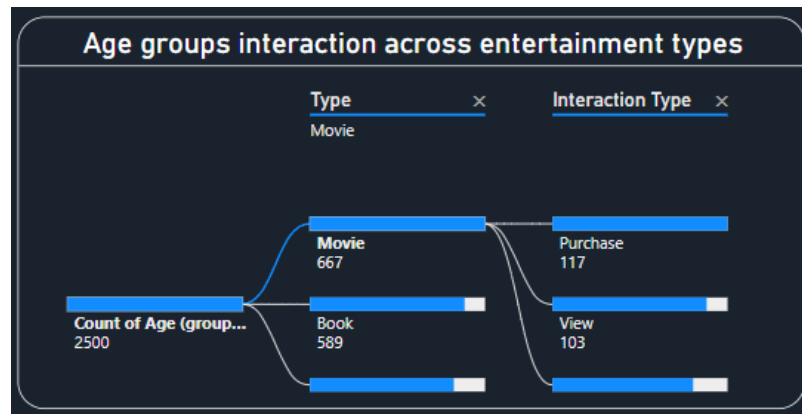 Age groups interaction across entertainment types
Type × Interaction Type ×
Movie
Movie
667
Purchase
117
Count of Age (group...
2500
Book
589
View
103